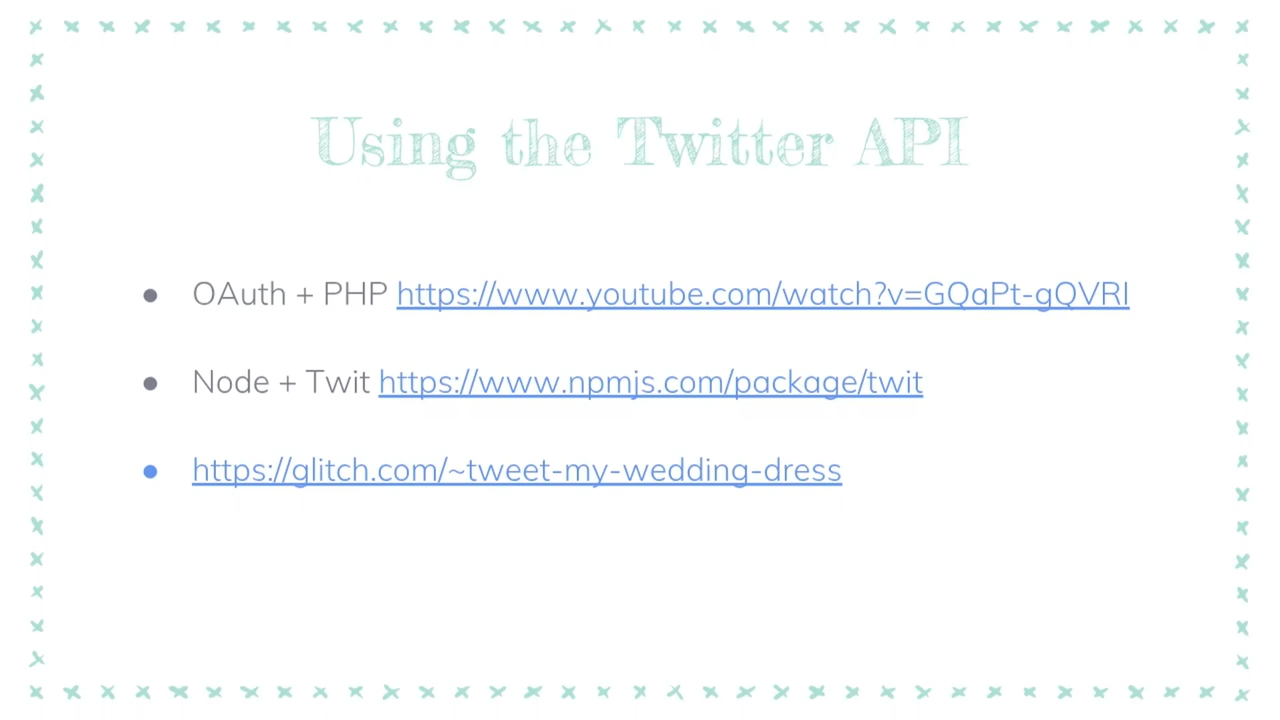 Using the Twitter API
● OAuth + PHP https://www.youtube.com/watch?v=GQaPt-gQVRI
● Node + Twit https://www.npmjs.com/package/twit
● https://glitch.com/~tweet-my-wedding-dress